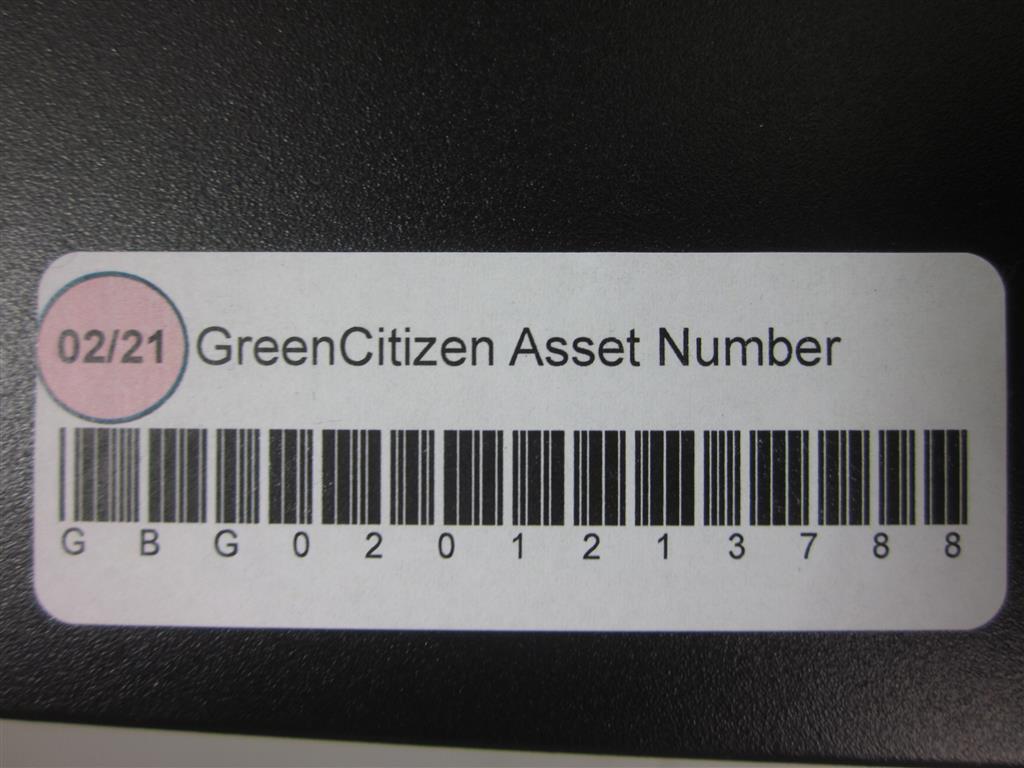 02/21 GreenCitizen Asset Number
G B G 0 2 0 1 2 1 3 7 8 8